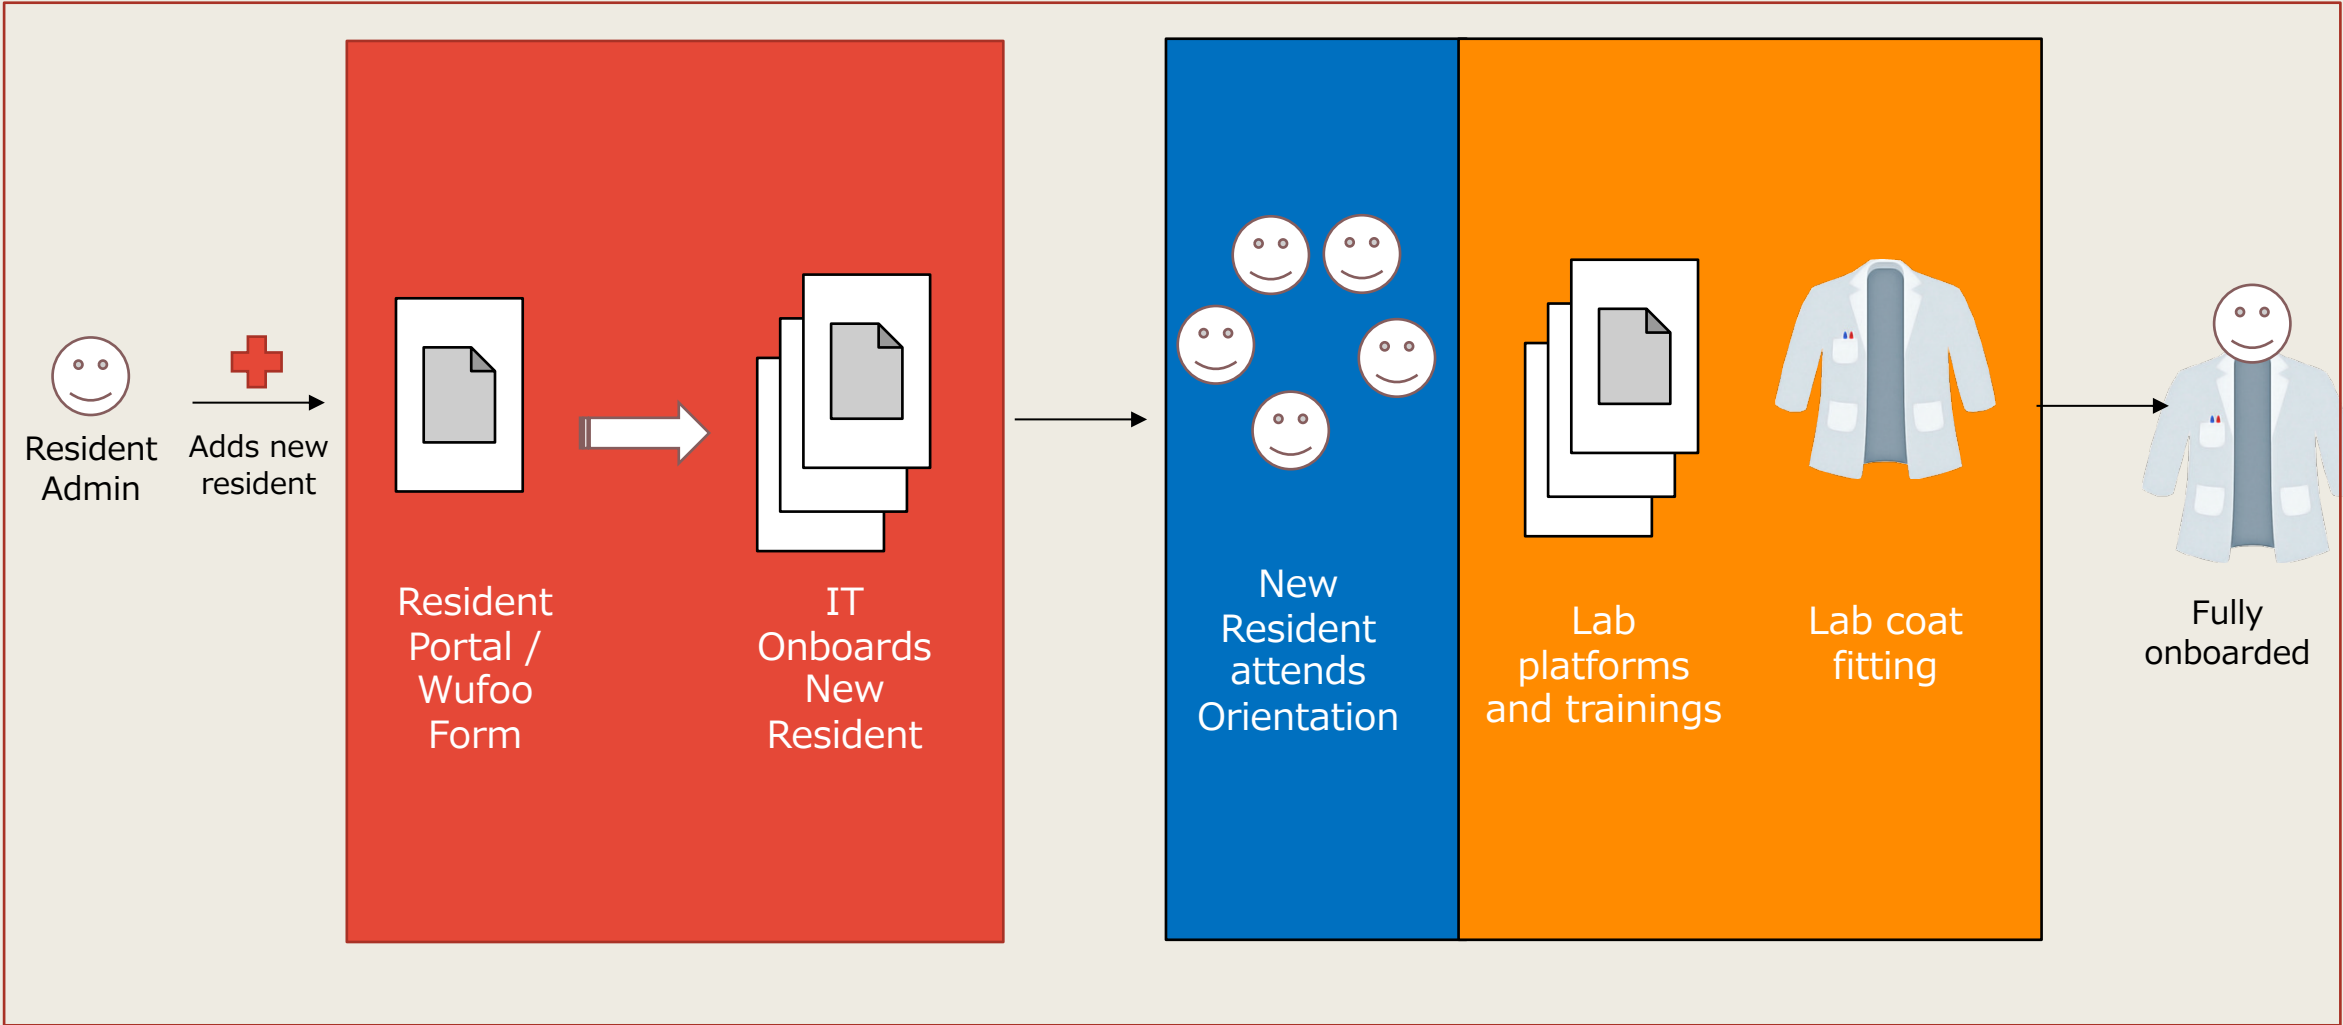 Resident
Admin
Adds new
resident
Resident
Portal /
Wufoo
Form
IT
Onboards
New
Resident
New
Resident
attends
Orientation
Lab
platforms
and trainings
Lab coat
fitting
Fully
onboarded